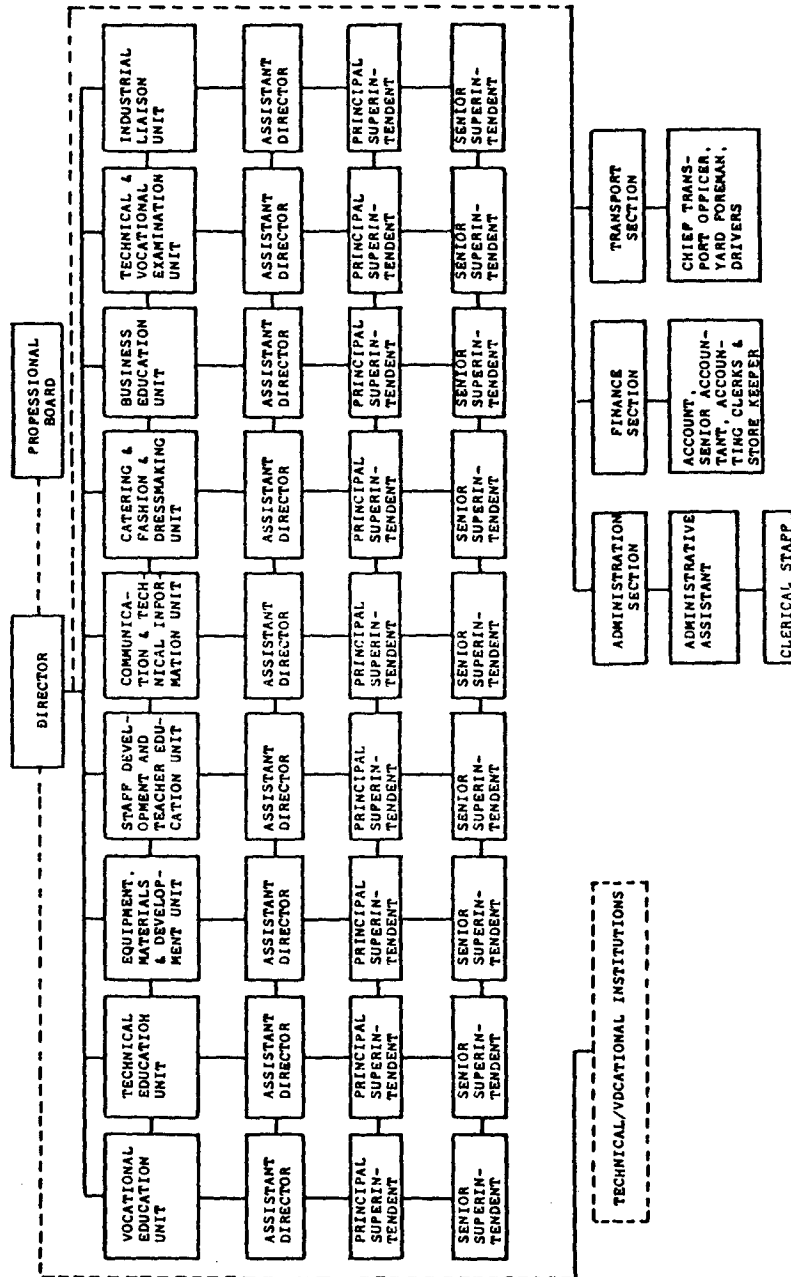 PROFESSIONAL
BOARD
DIRECTOR
VOCATIONAL
EDUCATION
UNIT
TECHNICAL
EDUCATION
UNIT
EQUIPMENT,
MATERIALS
& DEVELOP-
MENT UNIT
STAFF DEVEL-
OPMENT AND
TEACHER EDU-
CATION UNIT
COMMUNICA-
TION & TECH-
NICAL INFOR-
MATION UNIT
CATERING &
FASHION &
DRESSMAKING
UNIT
BUSINESS
EDUCATION
UNIT
TECHNICAL &
VOCATIONAL
EXAMINATION
UNIT
INDUSTRIAL
LIAISON
UNIT
ASSISTANT
DIRECTOR
ASSISTANT
DIRECTOR
ASSISTANT
DIRECTOR
ASSISTANT
DIRECTOR
ASSISTANT
DIRECTOR
ASSISTANT
DIRECTOR
ASSISTANT
DIRECTOR
ASSISTANT
DIRECTOR
ASSISTANT
DIRECTOR
PRINCIPAL
SUPERIN-
TENDENT
PRINCIPAL
SUPERIN-
TENDENT
PRINCIPAL
SUPERIN-
TENDENT
PRINCIPAL
SUPERIN-
TENDENT
PRINCIPAL
SUPERIN-
TENDENT
PRINCIPAL
SUPERIN-
TENDENT
PRINCIPAL
SUPERIN-
TENDENT
PRINCIPAL
SUPERIN-
TENDENT
PRINCIPAL
SUPERIN-
TENDENT
SENIOR
SUPERIN-
TENDENT
SENIOR
SUPERIN-
TENDENT
SENIOR
SUPERIN-
TENDENT
SENIOR
SUPERIN-
TENDENT
SENIOR
SUPERIN-
TENDENT
SENIOR
SUPERIN-
TENDENT
SENIOR
SUPERIN-
TENDENT
SENIOR
SUPERIN-
TENDENT
SENIOR
SUPERIN-
TENDENT
TECHNICAL/VOCATIONAL INSTITUTIONS
ADMINISTRATION
SECTION
FINANCE
SECTION
TRANSPORT
SECTION
ADMINISTRATIVE
ASSISTANT
ACCOUNT,
SENIOR ACCOUN-
TANT, ACCOUN-
TING CLERKS &
STORE KEEPER
CHIEF TRANS-
PORT OFFICER,
YARD FOREMAN,
DRIVERS
CLERICAL STAFF